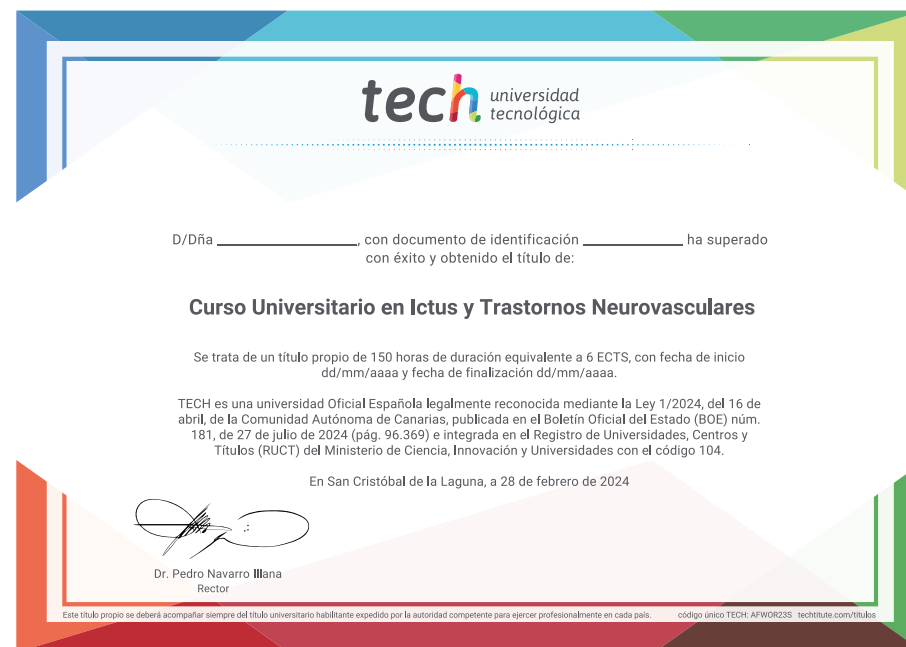 tech universidad
tecnológica
D/Dña ____________________, con documento de identificación ______________ ha superado
con éxito y obtenido el título de:
Curso Universitario en Ictus y Trastornos Neurovasculares
Se trata de un título propio de 150 horas de duración equivalente a 6 ECTS, con fecha de inicio
dd/mm/aaaa y fecha de finalización dd/mm/aaaa.
TECH es una universidad Oficial Española legalmente reconocida mediante la Ley 1/2024, del 16 de
abril, de la Comunidad Autónoma de Canarias, publicada en el Boletín Oficial del Estado (BOE) núm.
181, de 27 de julio de 2024 (pág. 96.369) e integrada en el Registro de Universidades, Centros y
Títulos (RUCT) del Ministerio de Ciencia, Innovación y Universidades con el código 104.
En San Cristóbal de la Laguna, a 28 de febrero de 2024
Dr. Pedro Navarro Illana
Rector
Este título propio se deberá acompañar siempre del título universitario habilitante expedido por la autoridad competente para ejercer profesionalmente en cada país. código único TECH: AFWOR23S techtitute.com/titulos